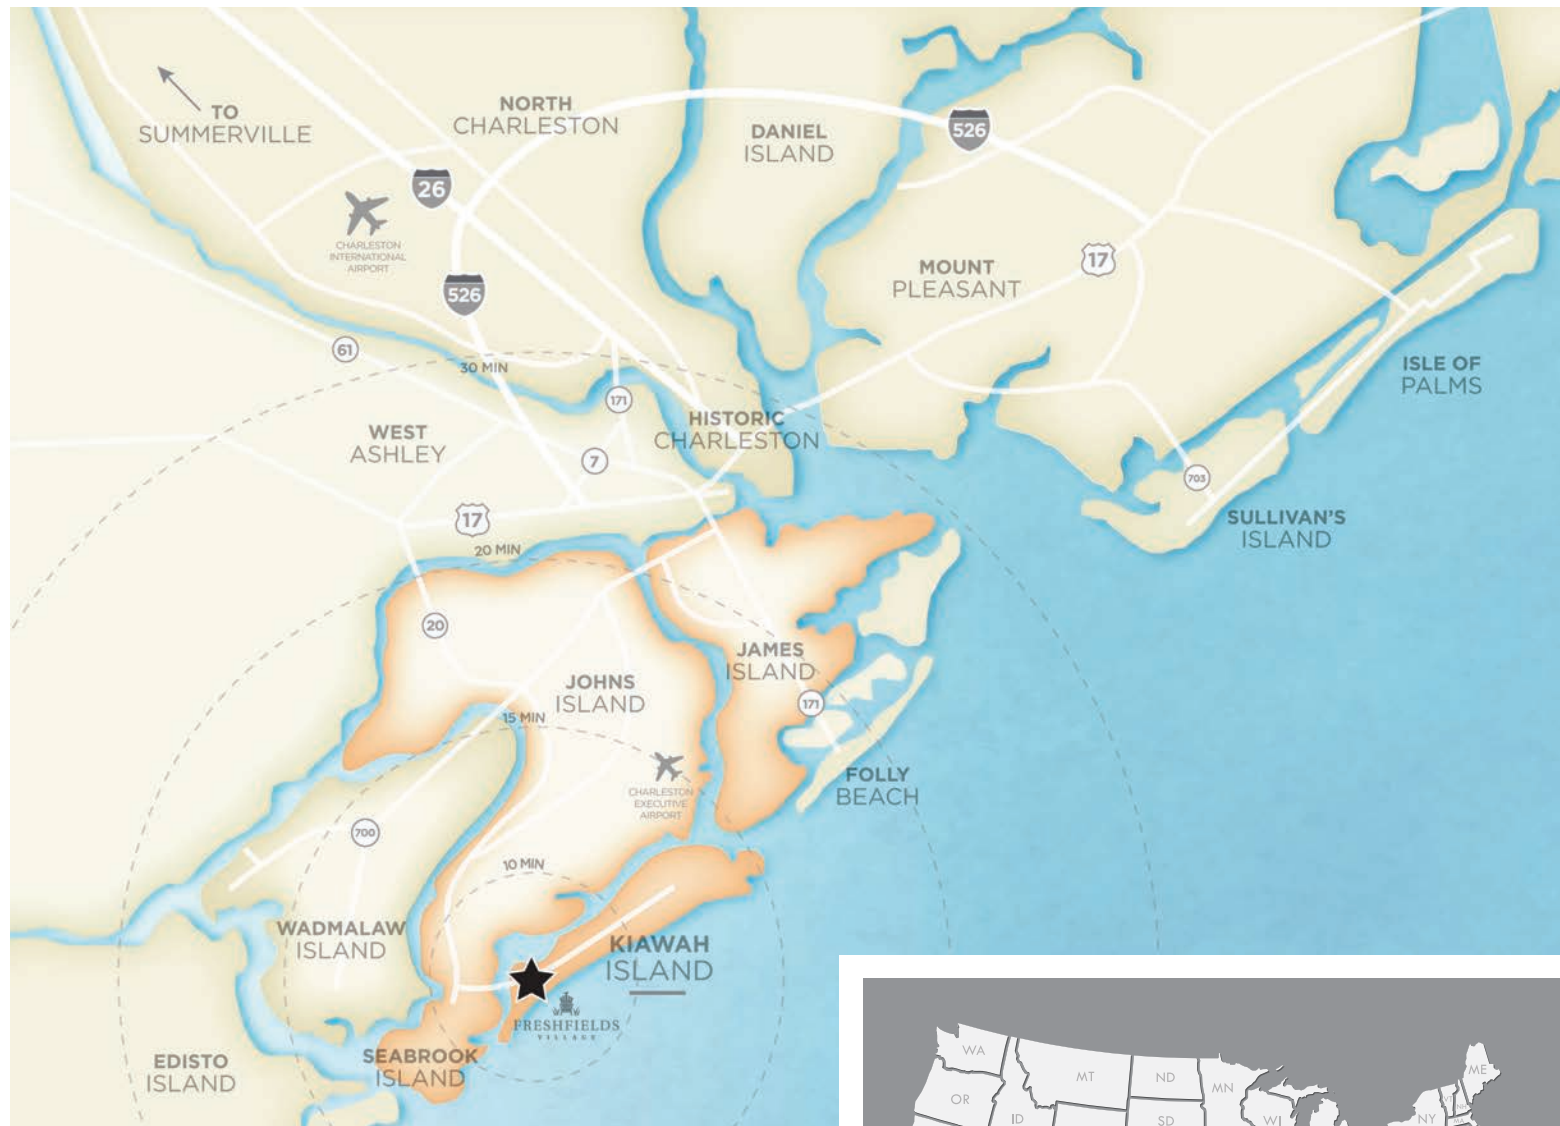 TO
SUMMERVILLE
NORTH
CHARLESTON
DANIEL
ISLAND
526
26
CHARLESTON
INTERNATIONAL
AIRPORT
MOUNT
PLEASANT
17
526
61
30 MIN
ISLE OF
PALMS
171
HISTORIC
CHARLESTON
WEST
ASHLEY
7
703
17
SULLIVAN'S
ISLAND
20 MIN
20
JAMES
ISLAND
JOHNS
ISLAND
171
15 MIN
CHARLESTON
EXECUTIVE
AIRPORT
FOLLY
BEACH
700
10 MIN
WADMALAW
ISLAND
KIAWAH
ISLAND
FRESHFIELDS
VILLAGE
EDISTO
ISLAND
SEABROOK
ISLAND
WA
MT
ND
MN
ME
OR
ID
SD
WI
NY
VT
NH
MA